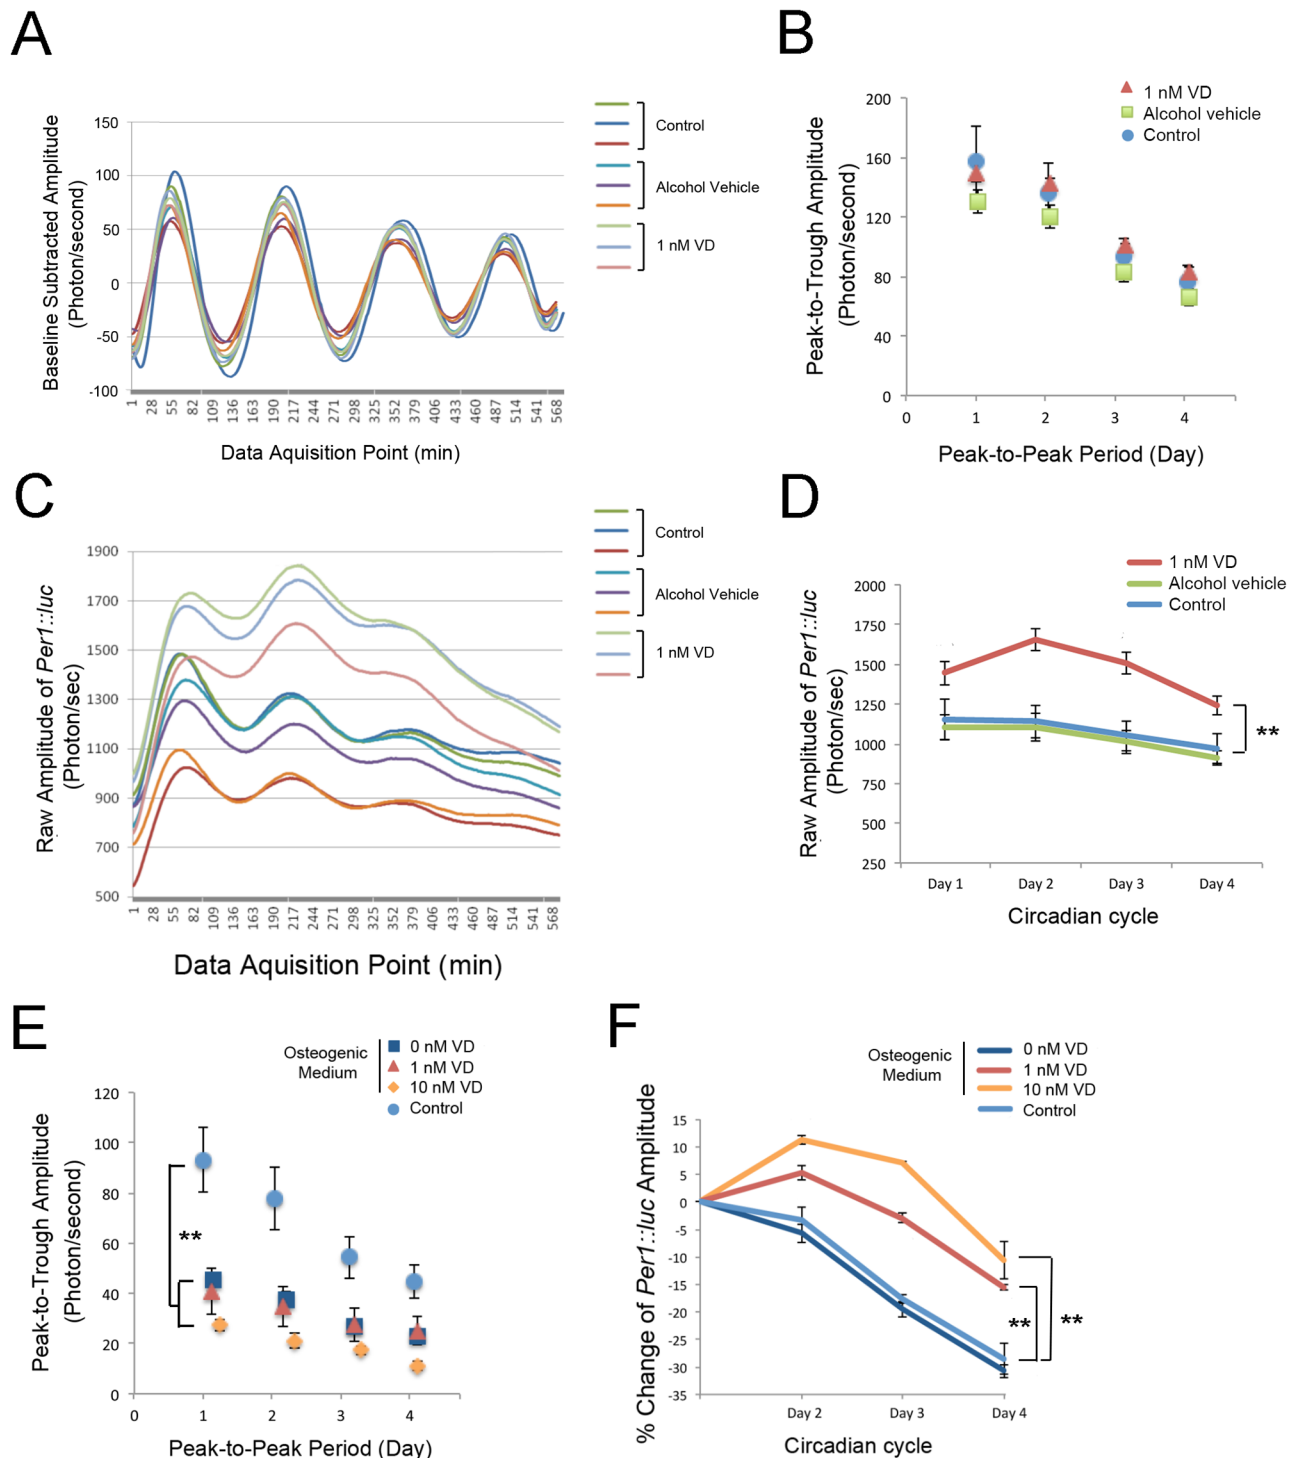 A
Baseline Subtracted Amplitude
(Photon/second)
150
100
50
0
-50
-100
1 28 55 82 109 136 163 190 217 244 271 298 325 352 379 406 433 460 487 514 541 568
Data Aquisition Point (min)
Control
Alcohol Vehicle
1 nM VD
B
Peak-to-Trough Amplitude
(Photon/second)
200
160
120
80
40
0
0 1 2 3 4
Peak-to-Peak Period (Day)
1 nM VD
Alcohol vehicle
Control
C
Raw Amplitude of Per1::luc
(Photon/sec)
1900
1700
1500
1300
1100
900
700
500
1 28 55 82 109 136 163 190 217 244 271 298 325 352 379 406 433 460 487 514 541 568
Data Aquisition Point (min)
Control
Alcohol Vehicle
1 nM VD
D
Raw Amplitude of Per1::luc
(Photon/sec)
2000
1750
1500
1250
1000
750
500
250
Day 1 Day 2 Day 3 Day 4
Circadian cycle
1 nM VD
Alcohol vehicle
Control
**
E
Peak-to-Trough Amplitude
(Photon/second)
120
100
80
60
40
20
0
0 1 2 3 4
Peak-to-Peak Period (Day)
Osteogenic
Medium
0 nM VD
1 nM VD
10 nM VD
Control
**
F
% Change of Per1::luc Amplitude
15
10
5
0
-5
-10
-15
-20
-25
-30
-35
Day 2 Day 3 Day 4
Circadian cycle
Osteogenic
Medium
0 nM VD
1 nM VD
10 nM VD
Control
** **